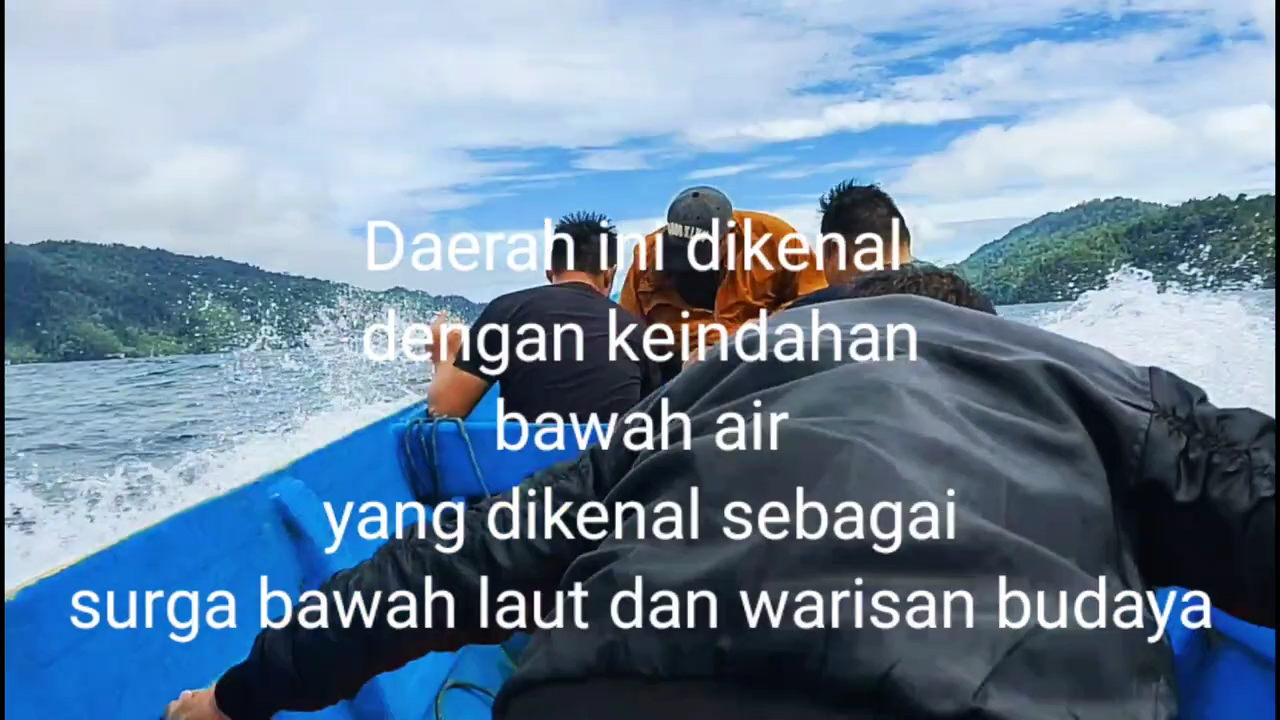 Daerah ini dikenal
dengan keindahan
bawah air
yang dikenal sebagai
surga bawah laut dan warisan budaya